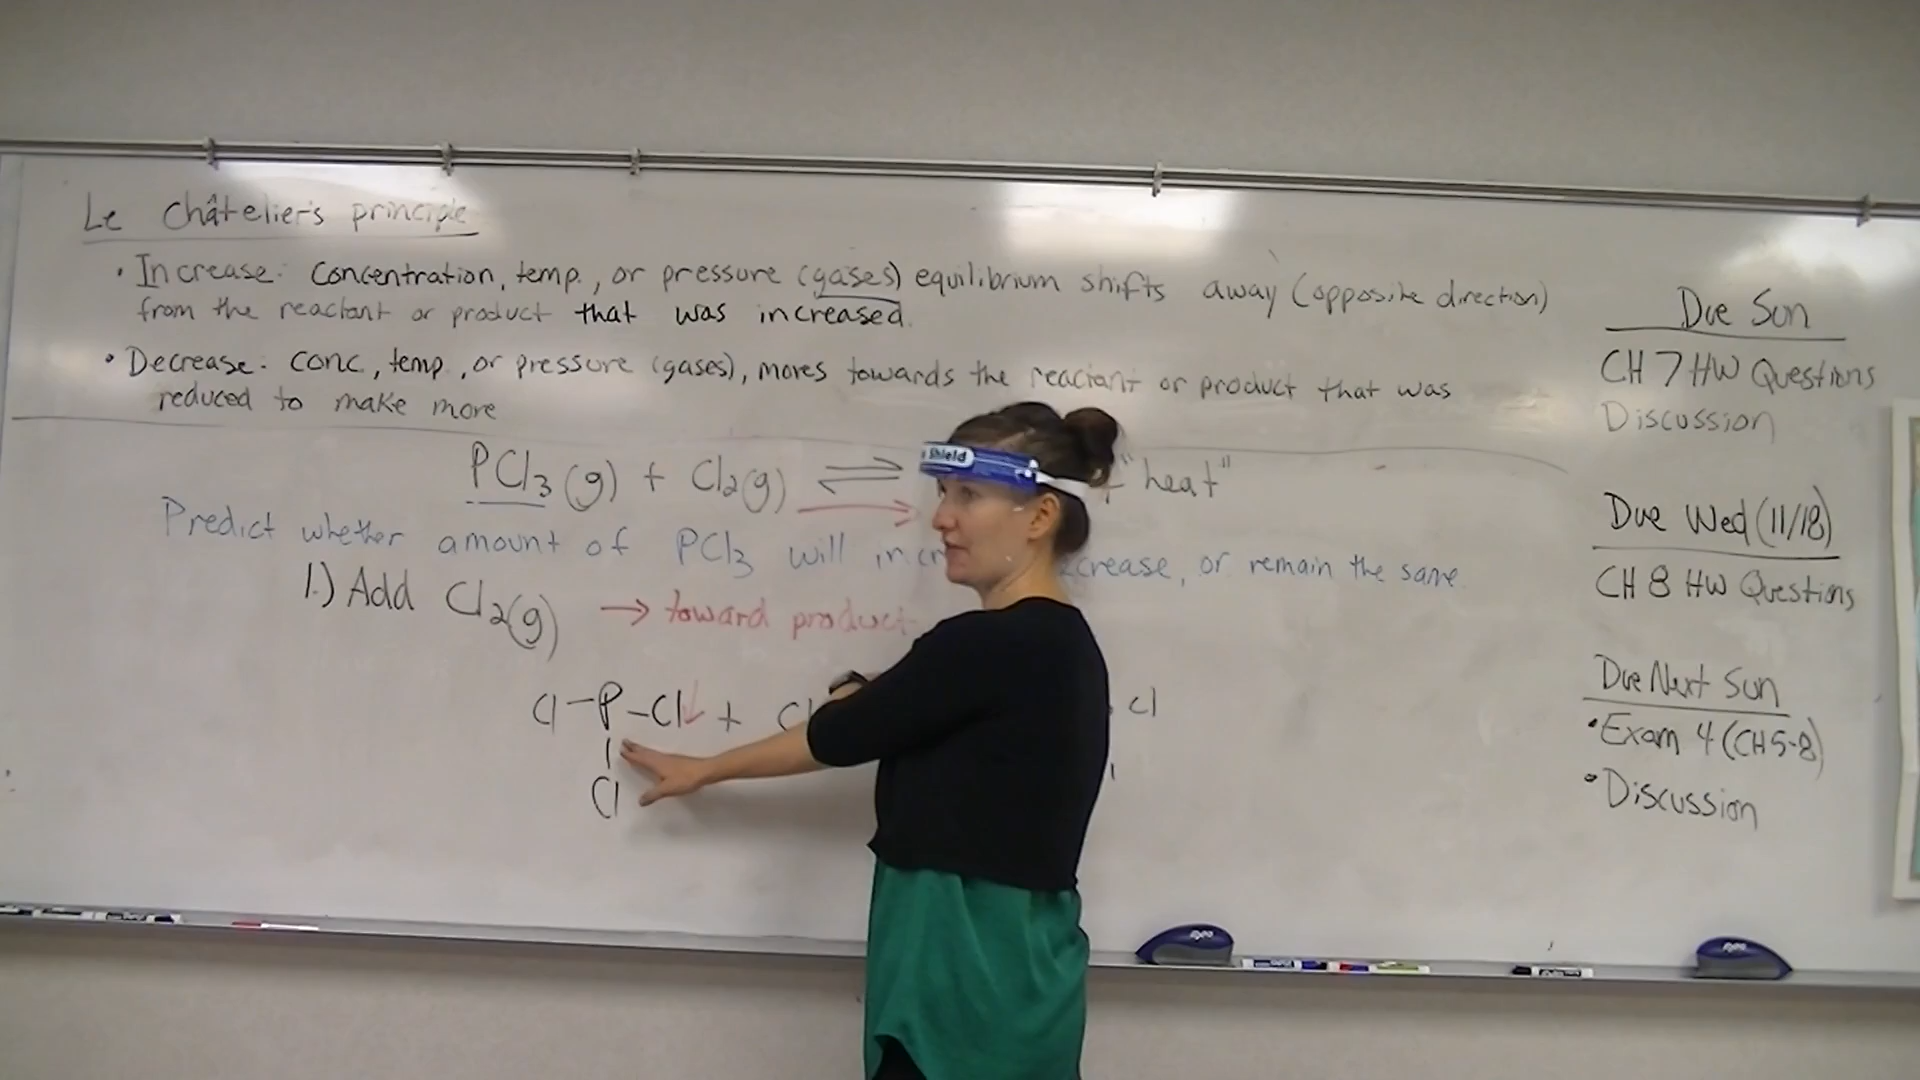 Le Châtelier's principle
• Increase: Concentration, temp., or pressure (gases) equilibrium shifts away (opposite direction)
from the reactant or product that was increased.
• Decrease: conc., temp., or pressure (gases), moves towards the reactant or product that was
reduced to make more
PCl3(g) + Cl2(g) ⇌ + "heat"
Predict whether amount of PCl3 will incr crease, or remain the same
1.) Add Cl2(g) → toward product
Cl-P-Cl↓ + Cl Cl
Cl
Shield
Due Sun
CH 7 HW Questions
Discussion
Due Wed (11/18)
CH 8 HW Questions
Due Next Sun
• Exam 4 (CH 5-8)
• Discussion
expo
expo